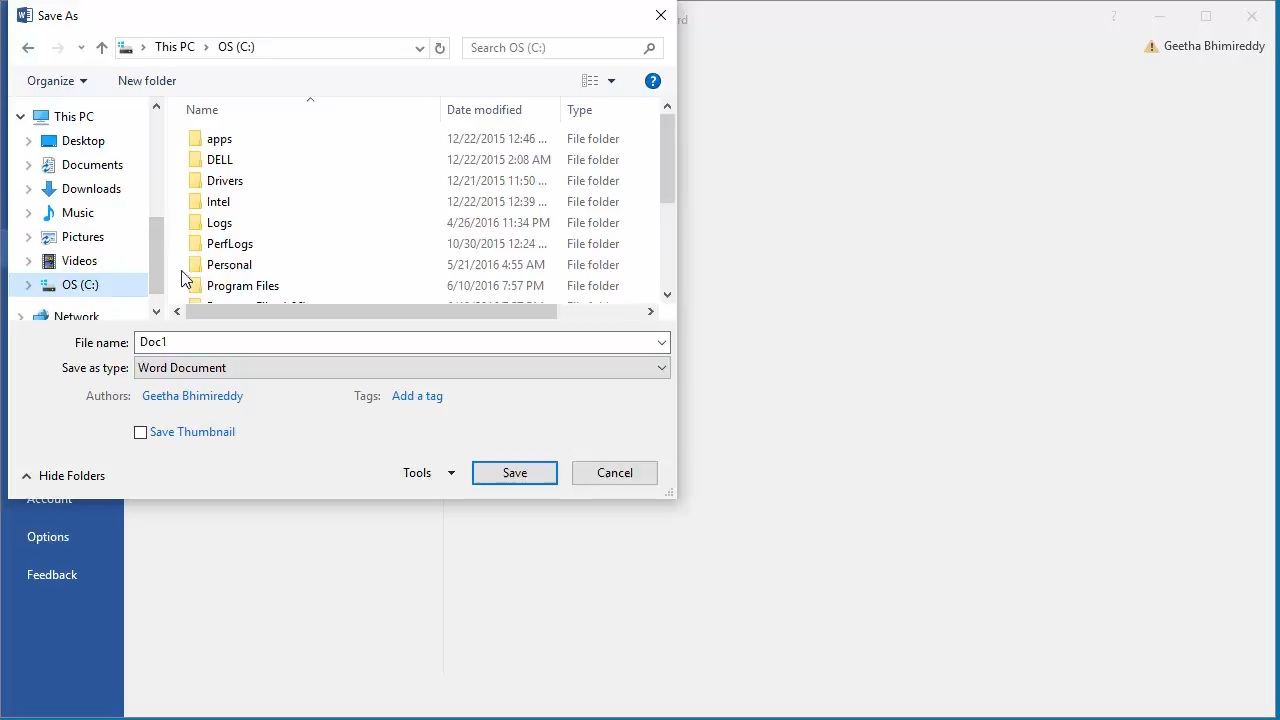 Save As
rd
Geetha Bhimireddy
This PC > OS (C:)
Search OS (C:)
Organize
New folder
Name
Date modified
Type
This PC
Desktop
Documents
Downloads
Music
Pictures
Videos
OS (C:)
Network
apps 12/22/2015 12:46 ... File folder
DELL 12/22/2015 2:08 AM File folder
Drivers 12/21/2015 11:50 ... File folder
Intel 12/22/2015 12:39 ... File folder
Logs 4/26/2016 11:34 PM File folder
PerfLogs 10/30/2015 12:24 ... File folder
Personal 5/21/2016 4:55 AM File folder
Program Files 6/10/2016 7:57 PM File folder
File name: Doc1
Save as type: Word Document
Authors: Geetha Bhimireddy
Tags: Add a tag
Save Thumbnail
Hide Folders
Tools
Save
Cancel
Account
Options
Feedback